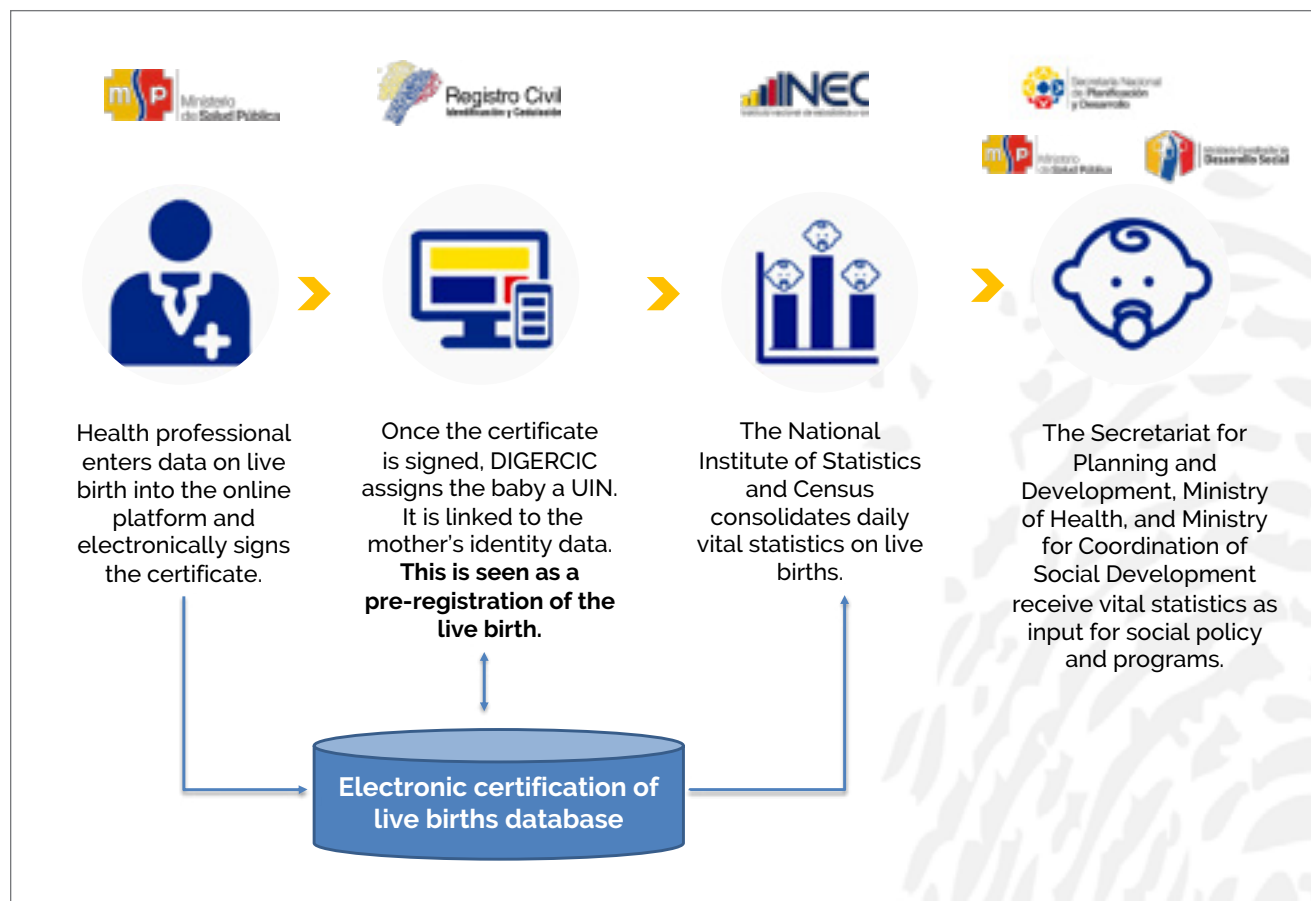 Ministerio
de Salud Pública
Registro Civil
Identificación y Cedulación
INEC
Secretaría Nacional
de Planificación
y Desarrollo
Ministerio
de Salud Pública
Ministerio Coordinador de
Desarrollo Social
Health professional
enters data on live
birth into the online
platform and
electronically signs
the certificate.
Once the certificate
is signed, DIGERCIC
assigns the baby a UIN.
It is linked to the
mother’s identity data.
This is seen as a
pre-registration of the
live birth.
The National
Institute of Statistics
and Census
consolidates daily
vital statistics on live
births.
The Secretariat for
Planning and
Development, Ministry
of Health, and Ministry
for Coordination of
Social Development
receive vital statistics as
input for social policy
and programs.
Electronic certification of
live births database